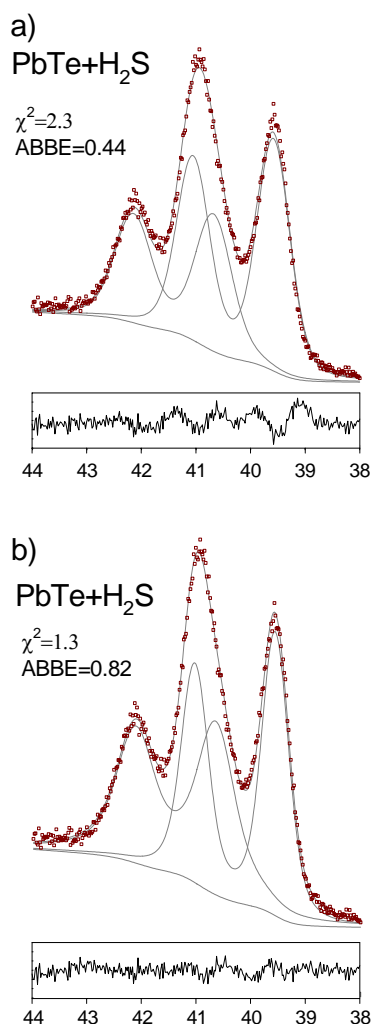 a)
PbTe+H₂S
χ²=2.3
ABBE=0.44
44 43 42 41 40 39 38
b)
PbTe+H₂S
χ²=1.3
ABBE=0.82
44 43 42 41 40 39 38